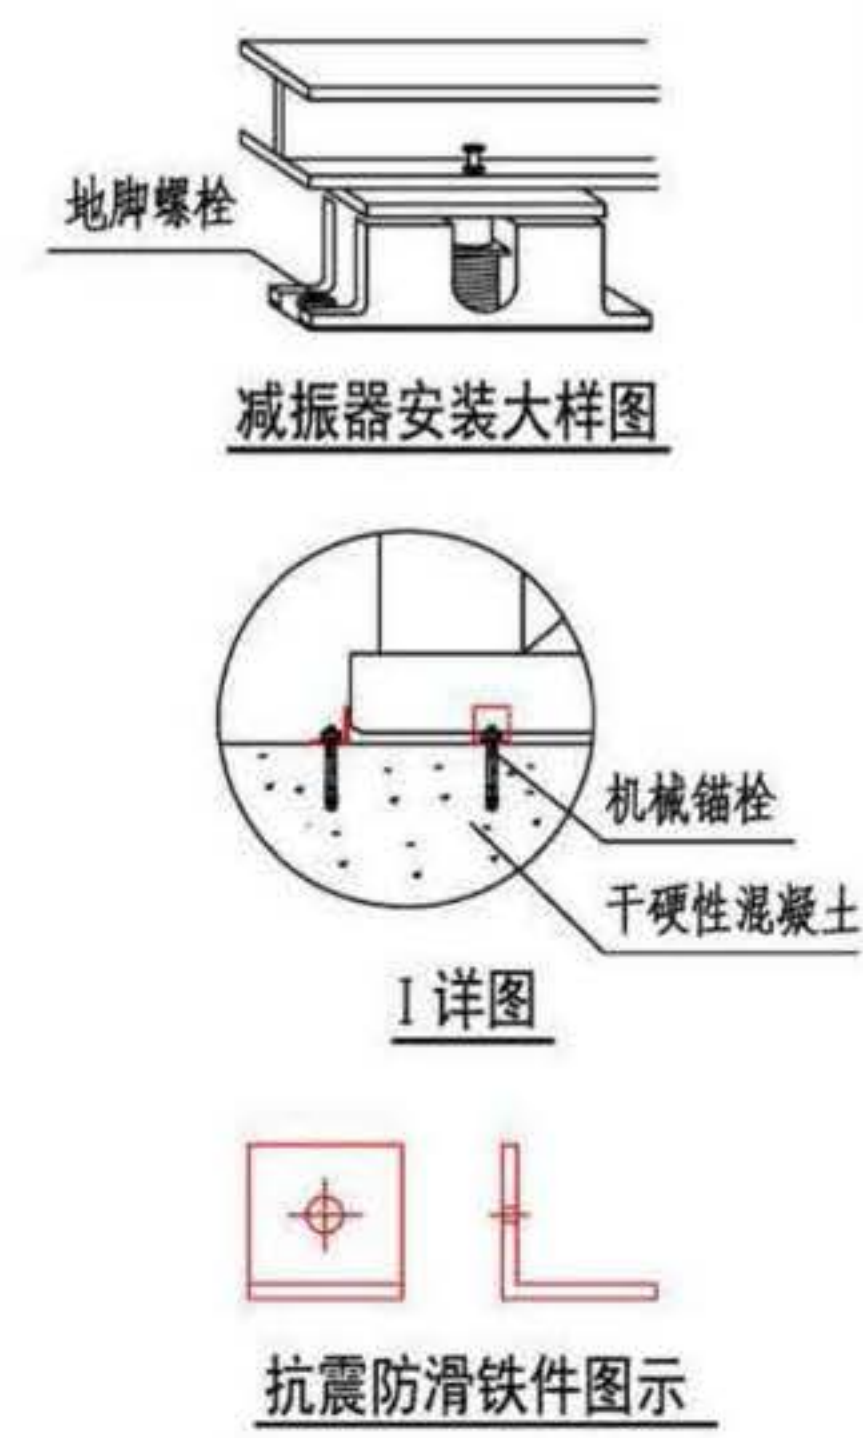 地脚螺栓
减振器安装大样图
机械锚栓
干硬性混凝土
I 详图
抗震防滑铁件图示